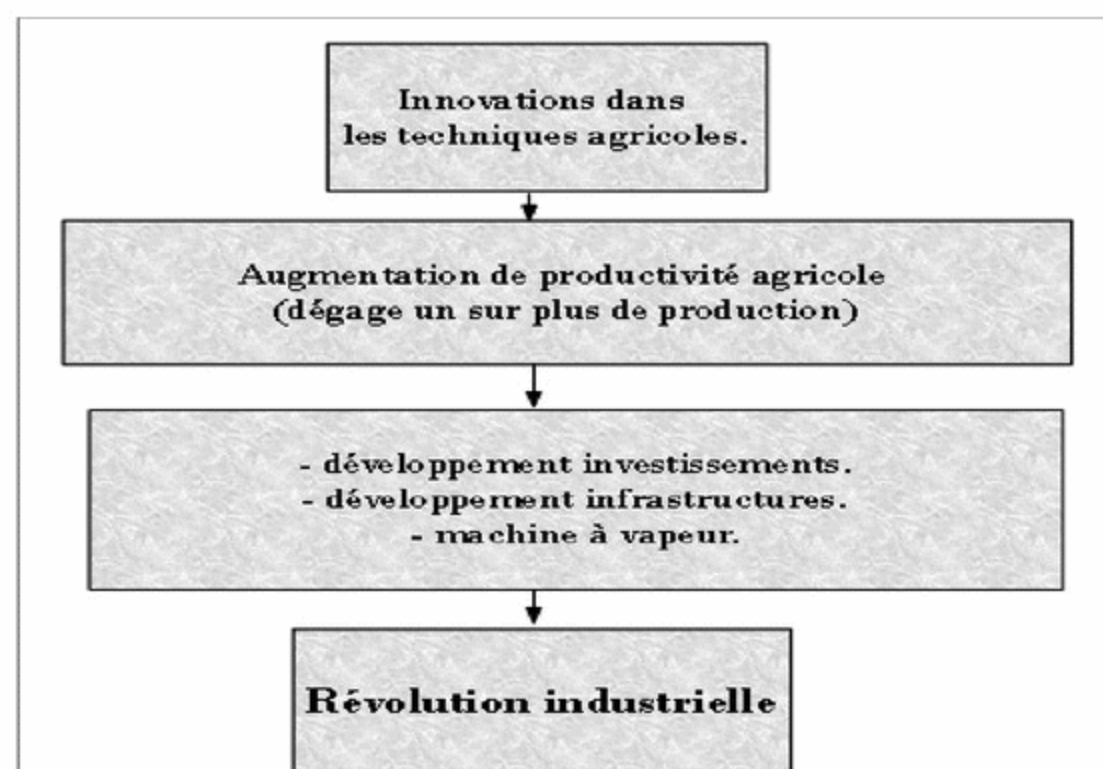 Innovations dans
les techniques agricoles.
Augmentation de productivité agricole
(dégage un sur plus de production)
- développement investissements.
- développement infrastructures.
- machine à vapeur.
Révolution industrielle